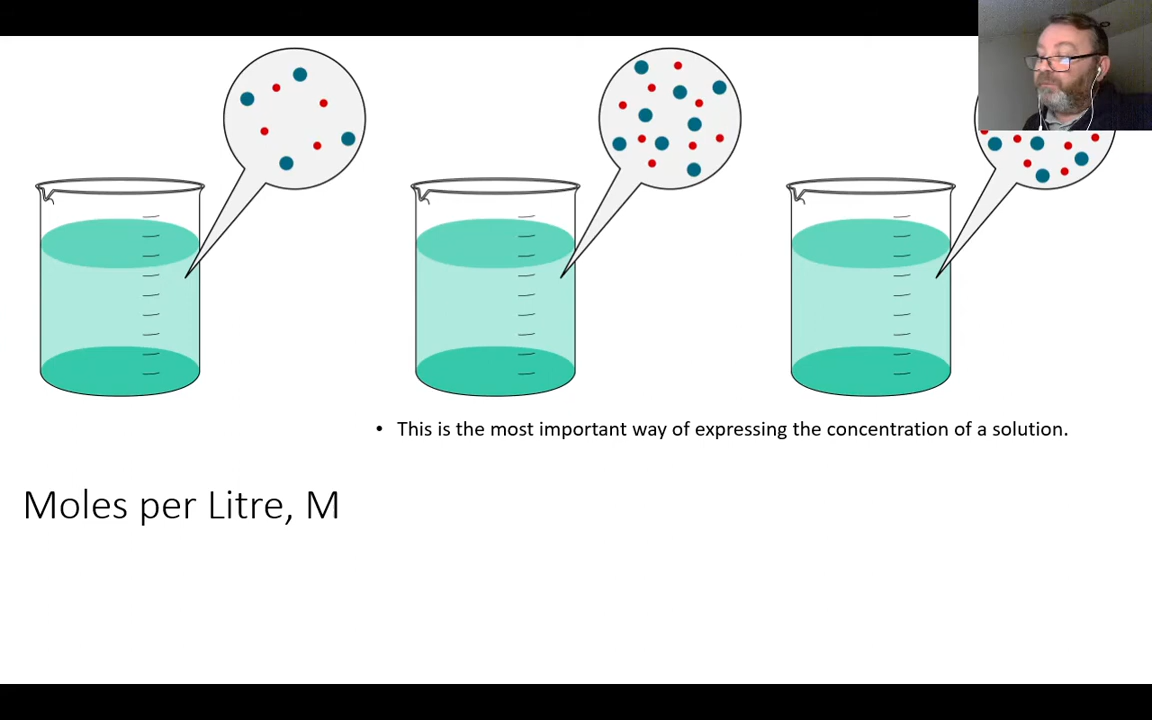 • This is the most important way of expressing the concentration of a solution.
Moles per Litre, M